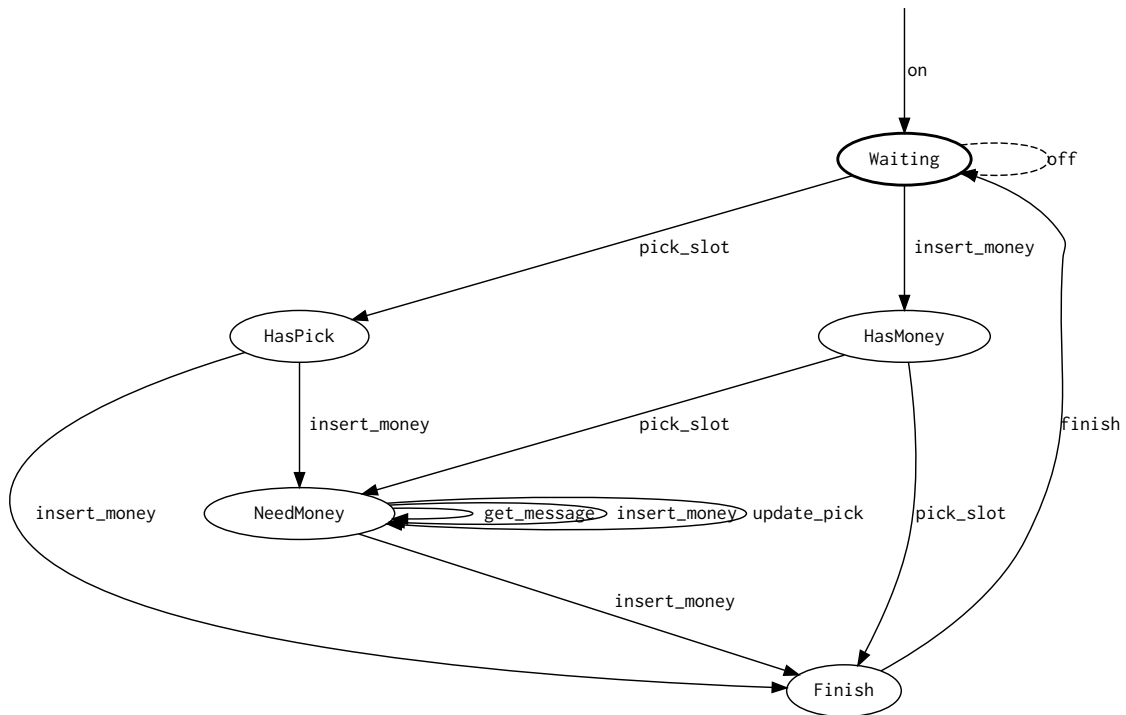 on
Waiting
off
pick_slot
insert_money
HasPick
HasMoney
insert_money
pick_slot
finish
insert_money
NeedMoney
get_message
insert_money
update_pick
pick_slot
insert_money
Finish